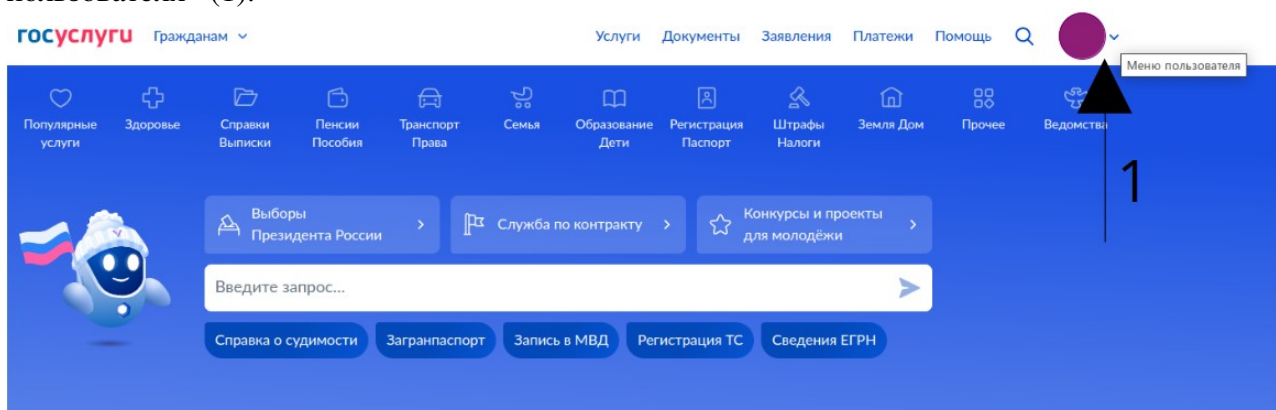 пользователя" (1).
госуслуги Гражданам Услуги Документы Заявления Платежи Помощь
Меню пользователя
Популярные услуги
Здоровье
Справки Выписки
Пенсии Пособия
Транспорт Права
Семья
Образование Дети
Регистрация Паспорт
Штрафы Налоги
Земля Дом
Прочее
Ведомства
1
Выборы
Президента России
Служба по контракту
Конкурсы и проекты
для молодёжи
Введите запрос...
Справка о судимости Загранпаспорт Запись в МВД Регистрация ТС Сведения ЕГРН